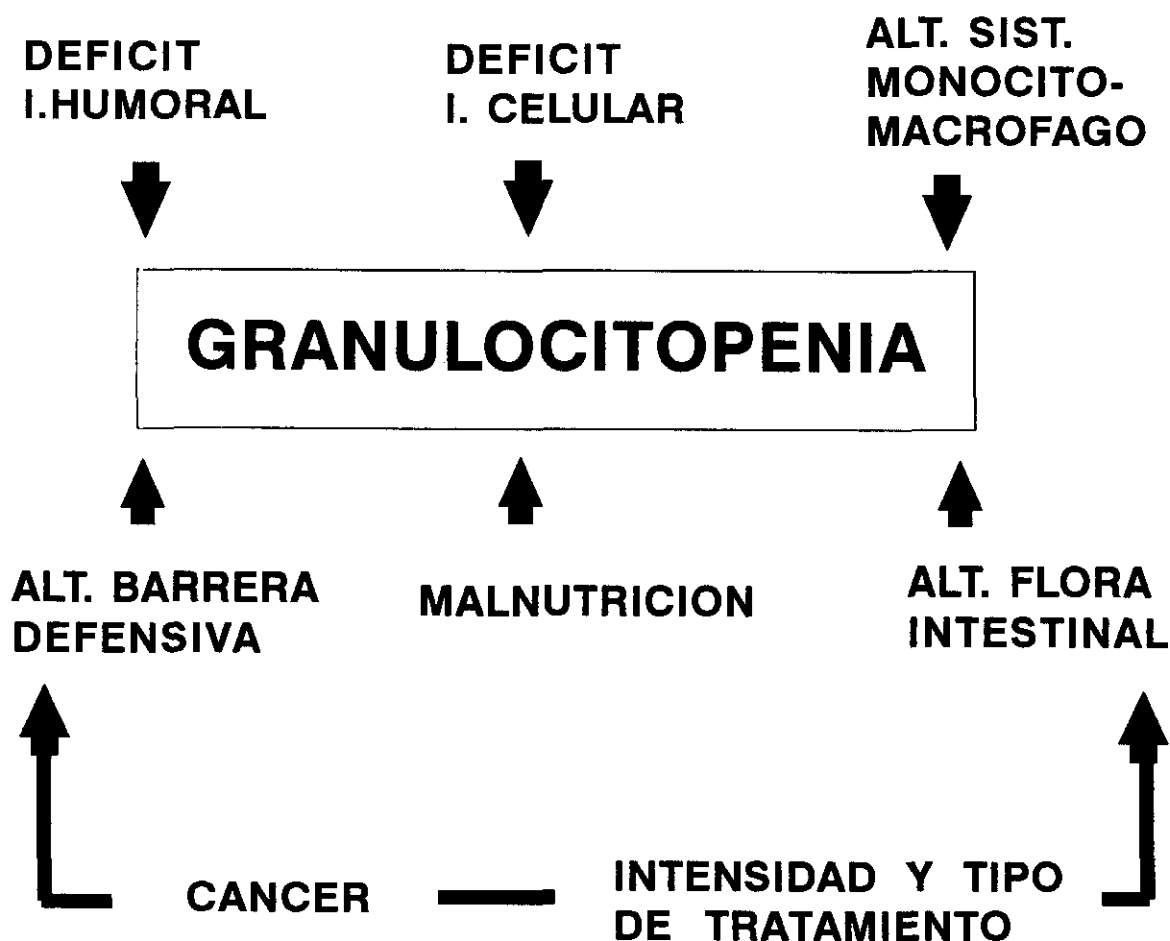 DEFICIT
I.HUMORAL
DEFICIT
I. CELULAR
ALT. SIST.
MONOCITO-
MACROFAGO
GRANULOCITOPENIA
ALT. BARRERA
DEFENSIVA
MALNUTRICION
ALT. FLORA
INTESTINAL
CANCER
INTENSIDAD Y TIPO
DE TRATAMIENTO